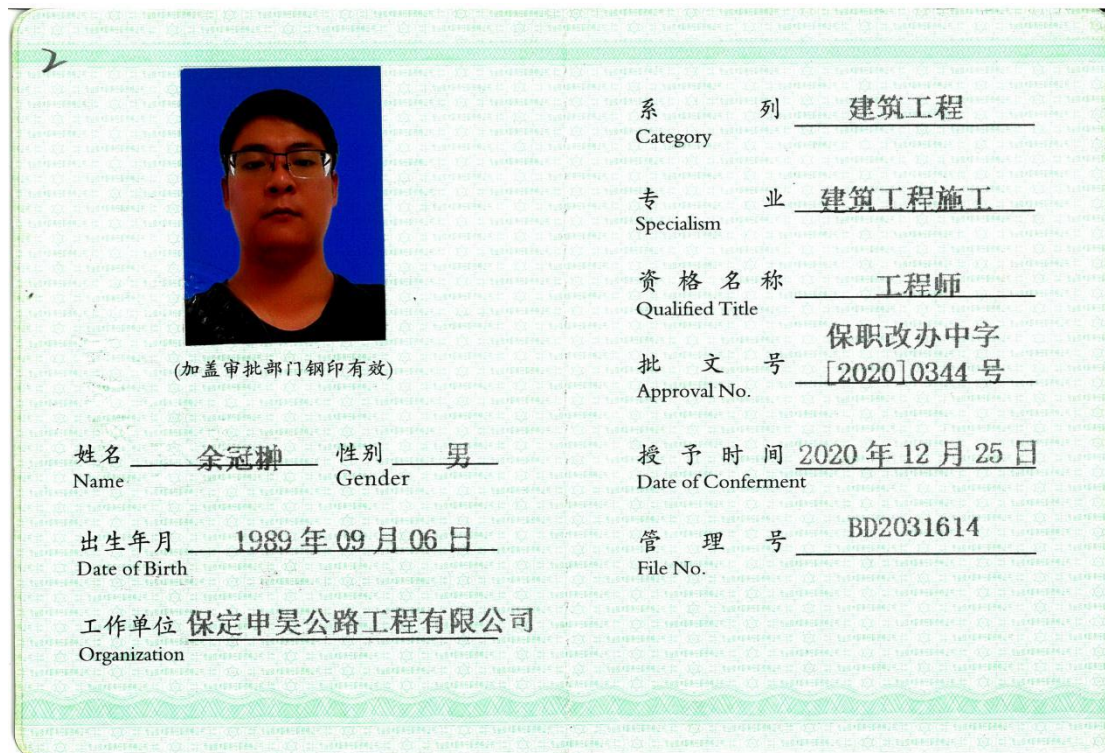 2
(加盖审批部门钢印有效)
姓名 余冠翀 性别 男
Name Gender
出生年月 1989 年 09 月 06 日
Date of Birth
工作单位 保定申昊公路工程有限公司
Organization
系列 建筑工程
Category
专业 建筑工程施工
Specialism
资格名称 工程师
Qualified Title
保职改办中字
批文号 [2020]0344 号
Approval No.
授予时间 2020 年 12 月 25 日
Date of Conferment
管理号 BD2031614
File No.